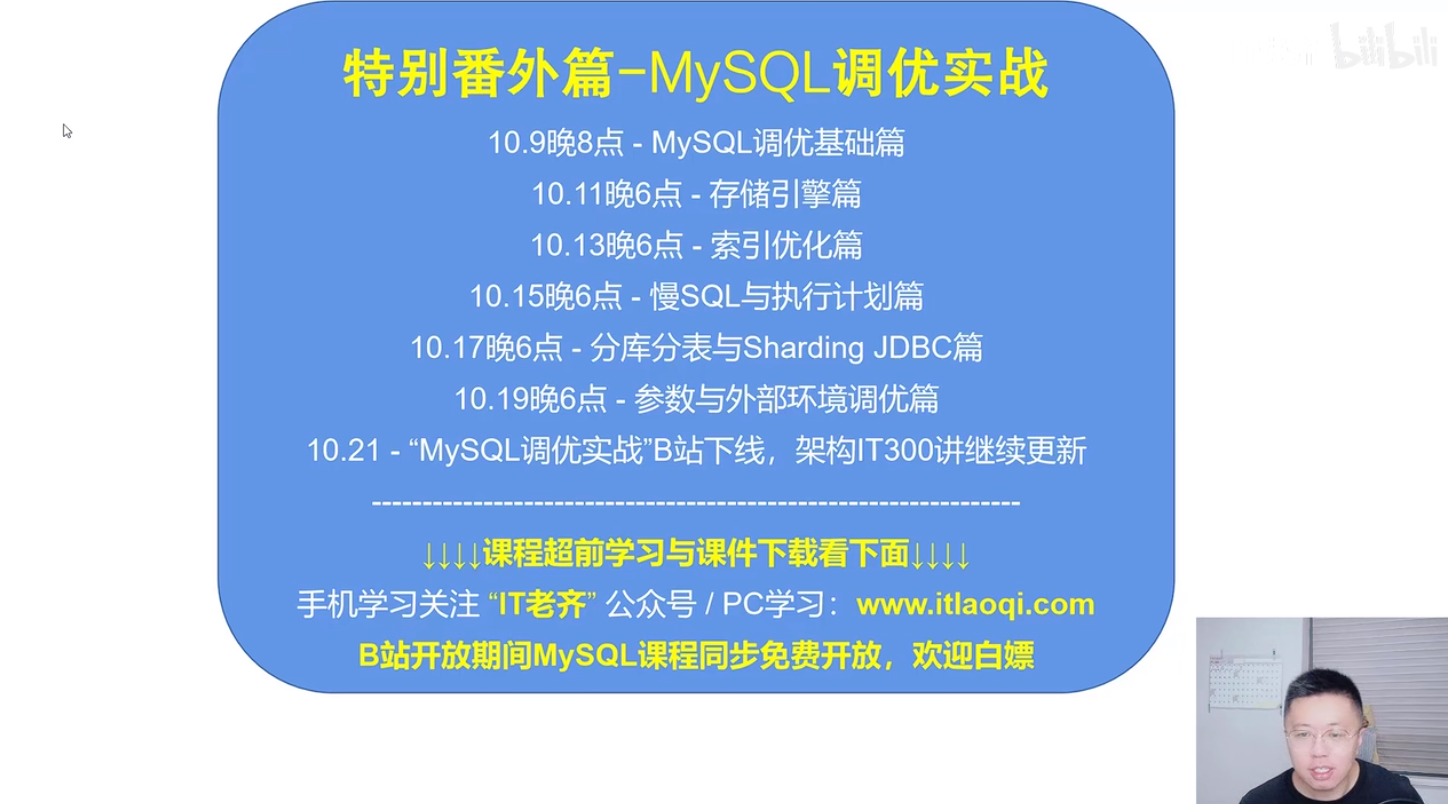 bilibili
特别番外篇-MySQL调优实战
10.9晚8点 - MySQL调优基础篇
10.11晚6点 - 存储引擎篇
10.13晚6点 - 索引优化篇
10.15晚6点 - 慢SQL与执行计划篇
10.17晚6点 - 分库分表与Sharding JDBC篇
10.19晚6点 - 参数与外部环境调优篇
10.21 - “MySQL调优实战”B站下线，架构IT300讲继续更新
----------------------------------------------------------------
↓↓↓↓课程超前学习与课件下载看下面↓↓↓↓
手机学习关注 “IT老齐” 公众号 / PC学习：www.itlaoqi.com
B站开放期间MySQL课程同步免费开放，欢迎白嫖